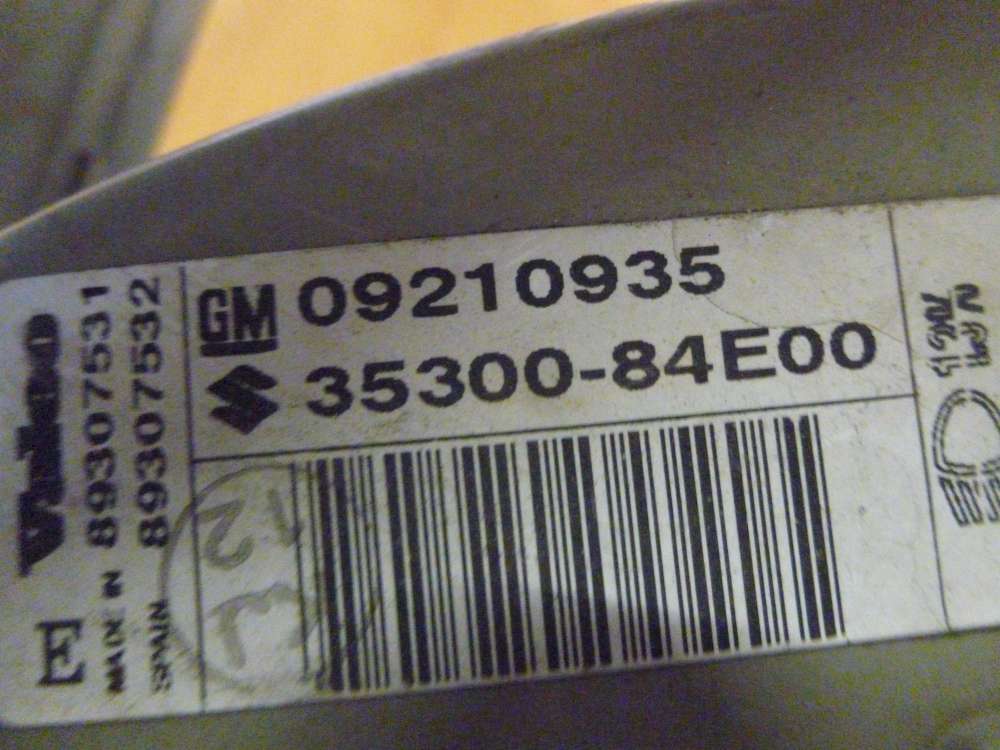 Valeo
E
89307531
89307532
MADE IN
SPAIN
GM 09210935
35300-84E00